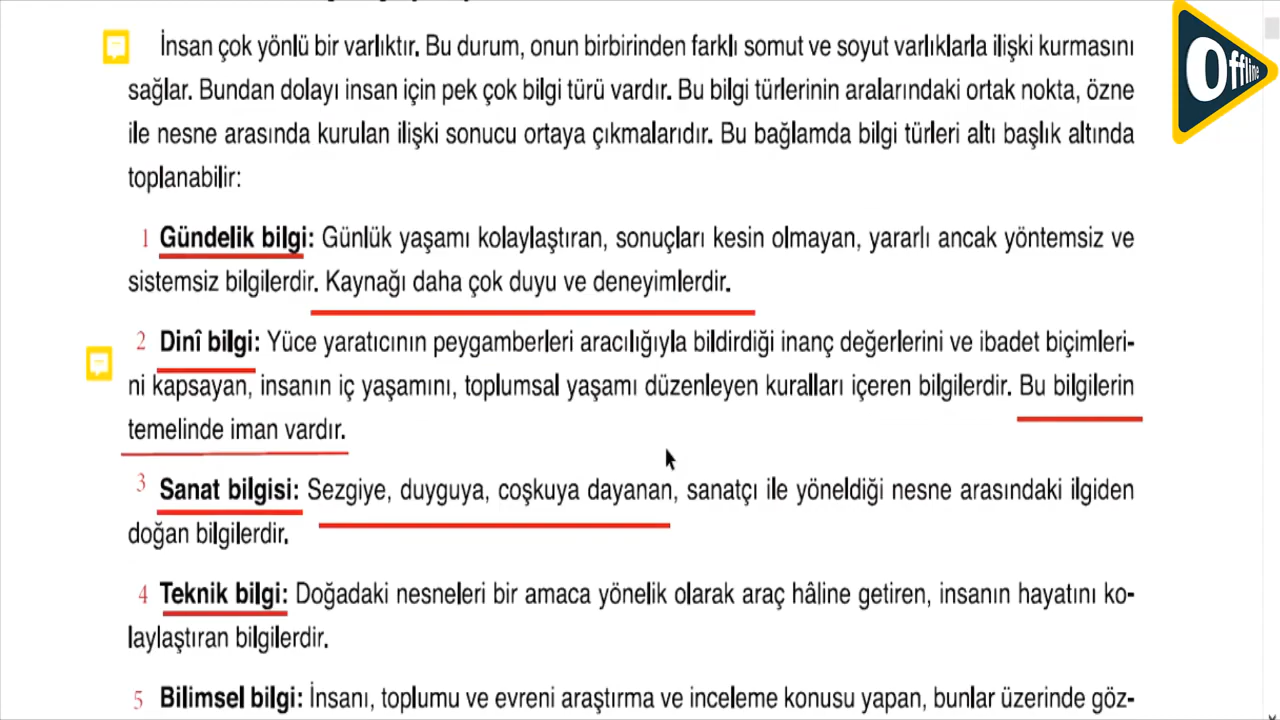 Offline
İnsan çok yönlü bir varlıktır. Bu durum, onun birbirinden farklı somut ve soyut varlıklarla ilişki kurmasını
sağlar. Bundan dolayı insan için pek çok bilgi türü vardır. Bu bilgi türlerinin aralarındaki ortak nokta, özne
ile nesne arasında kurulan ilişki sonucu ortaya çıkmalarıdır. Bu bağlamda bilgi türleri altı başlık altında
toplanabilir:
1 Gündelik bilgi: Günlük yaşamı kolaylaştıran, sonuçları kesin olmayan, yararlı ancak yöntemsiz ve
sistemsiz bilgilerdir. Kaynağı daha çok duyu ve deneyimlerdir.
2 Dinî bilgi: Yüce yaratıcının peygamberleri aracılığıyla bildirdiği inanç değerlerini ve ibadet biçimleri-
ni kapsayan, insanın iç yaşamını, toplumsal yaşamı düzenleyen kuralları içeren bilgilerdir. Bu bilgilerin
temelinde iman vardır.
3 Sanat bilgisi: Sezgiye, duyguya, coşkuya dayanan, sanatçı ile yöneldiği nesne arasındaki ilgiden
doğan bilgilerdir.
4 Teknik bilgi: Doğadaki nesneleri bir amaca yönelik olarak araç hâline getiren, insanın hayatını ko-
laylaştıran bilgilerdir.
5 Bilimsel bilgi: İnsanı, toplumu ve evreni araştırma ve inceleme konusu yapan, bunlar üzerinde göz-